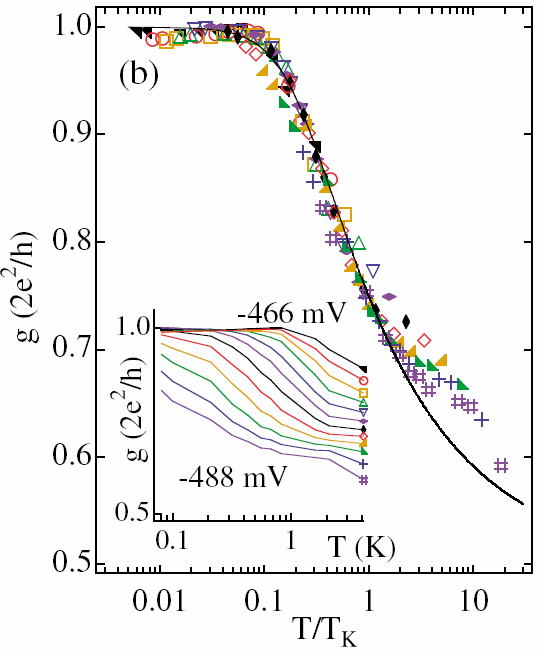 1.0
(b)
0.9
0.8
g (2e²/h)
0.7
0.6
0.5
0.01 0.1 1 10
T/T_K
-466 mV
1.0
g (2e²/h)
-488 mV
0.5
0.1 1 T (K)